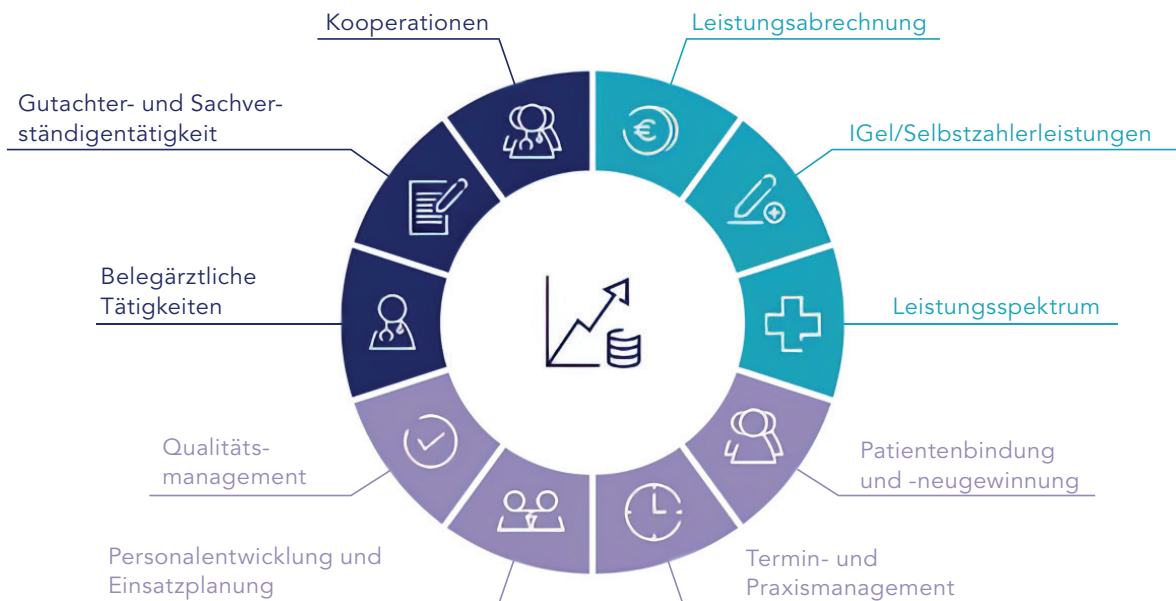 Kooperationen
Leistungsabrechnung
Gutachter- und Sachver-
ständigentätigkeit
IGel/Selbstzahlerleistungen
Belegärztliche
Tätigkeiten
Leistungsspektrum
Qualitäts-
management
Patientenbindung
und -neugewinnung
Personalentwicklung und
Einsatzplanung
Termin- und
Praxismanagement